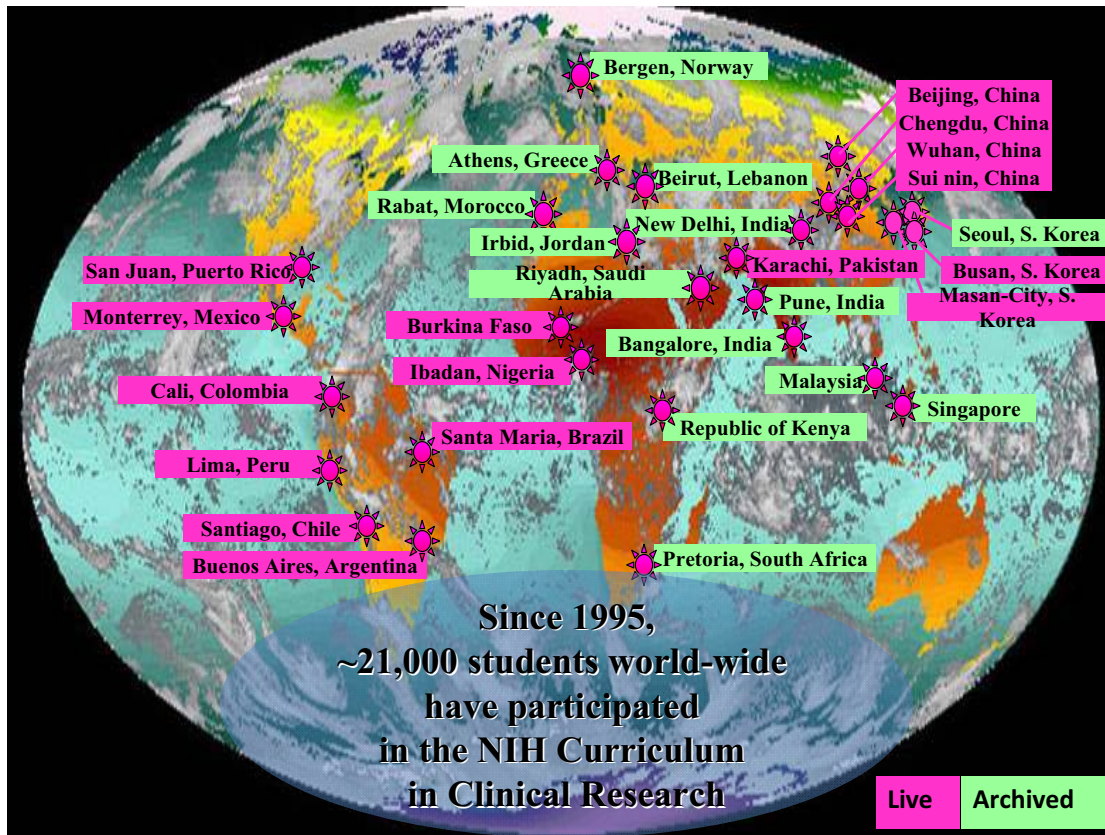 Bergen, Norway
Beijing, China
Chengdu, China
Wuhan, China
Sui nin, China
Athens, Greece
Beirut, Lebanon
Rabat, Morocco
New Delhi, India
Seoul, S. Korea
Irbid, Jordan
San Juan, Puerto Rico
Riyadh, Saudi
Arabia
Karachi, Pakistan
Busan, S. Korea
Masan-City, S.
Korea
Monterrey, Mexico
Burkina Faso
Pune, India
Bangalore, India
Ibadan, Nigeria
Malaysia
Cali, Colombia
Singapore
Republic of Kenya
Santa Maria, Brazil
Lima, Peru
Santiago, Chile
Buenos Aires, Argentina
Pretoria, South Africa
Since 1995,
~21,000 students world-wide
have participated
in the NIH Curriculum
in Clinical Research
Live
Archived